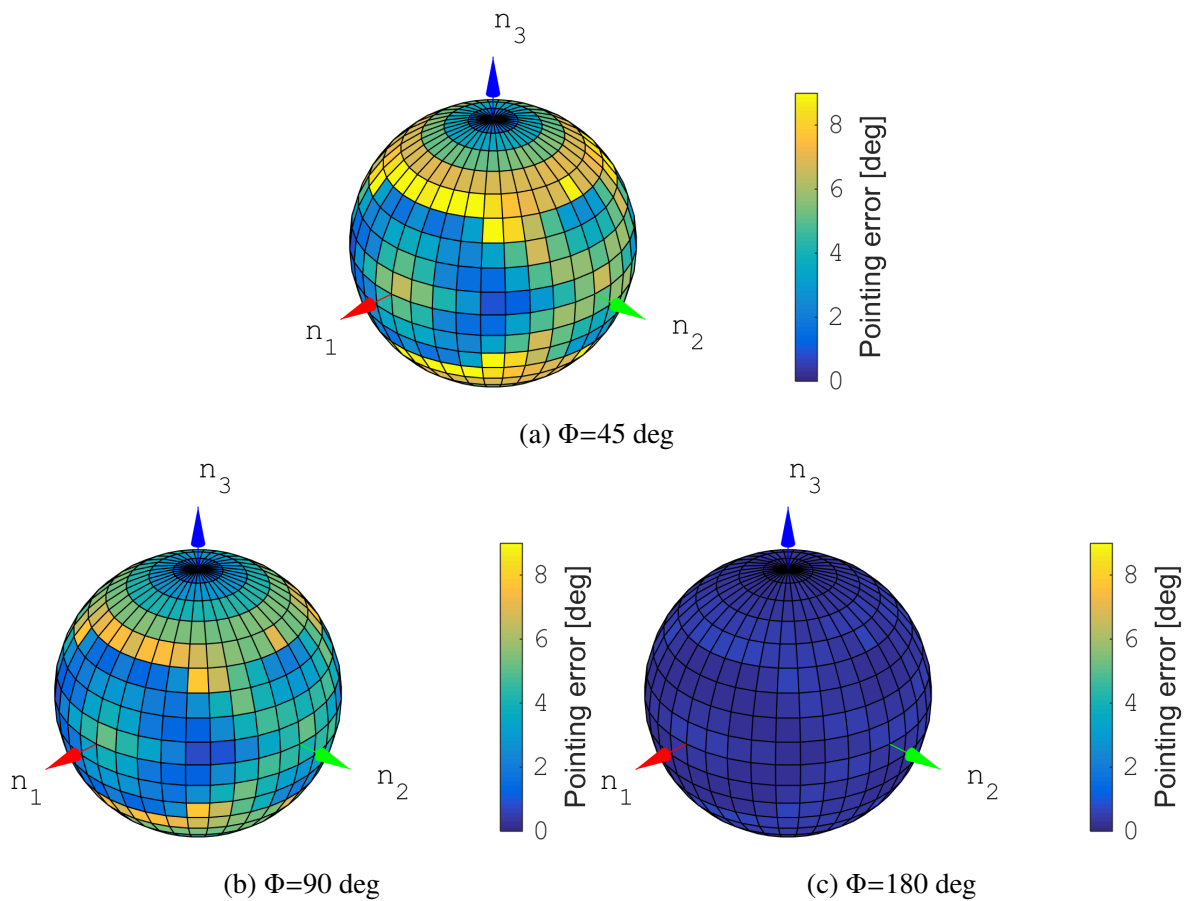 n3
8
6
4
2
0
Pointing error [deg]
n1
n2
(a) Φ=45 deg
n3
8
6
4
2
0
Pointing error [deg]
n1
n2
(b) Φ=90 deg
n3
8
6
4
2
0
Pointing error [deg]
n1
n2
(c) Φ=180 deg